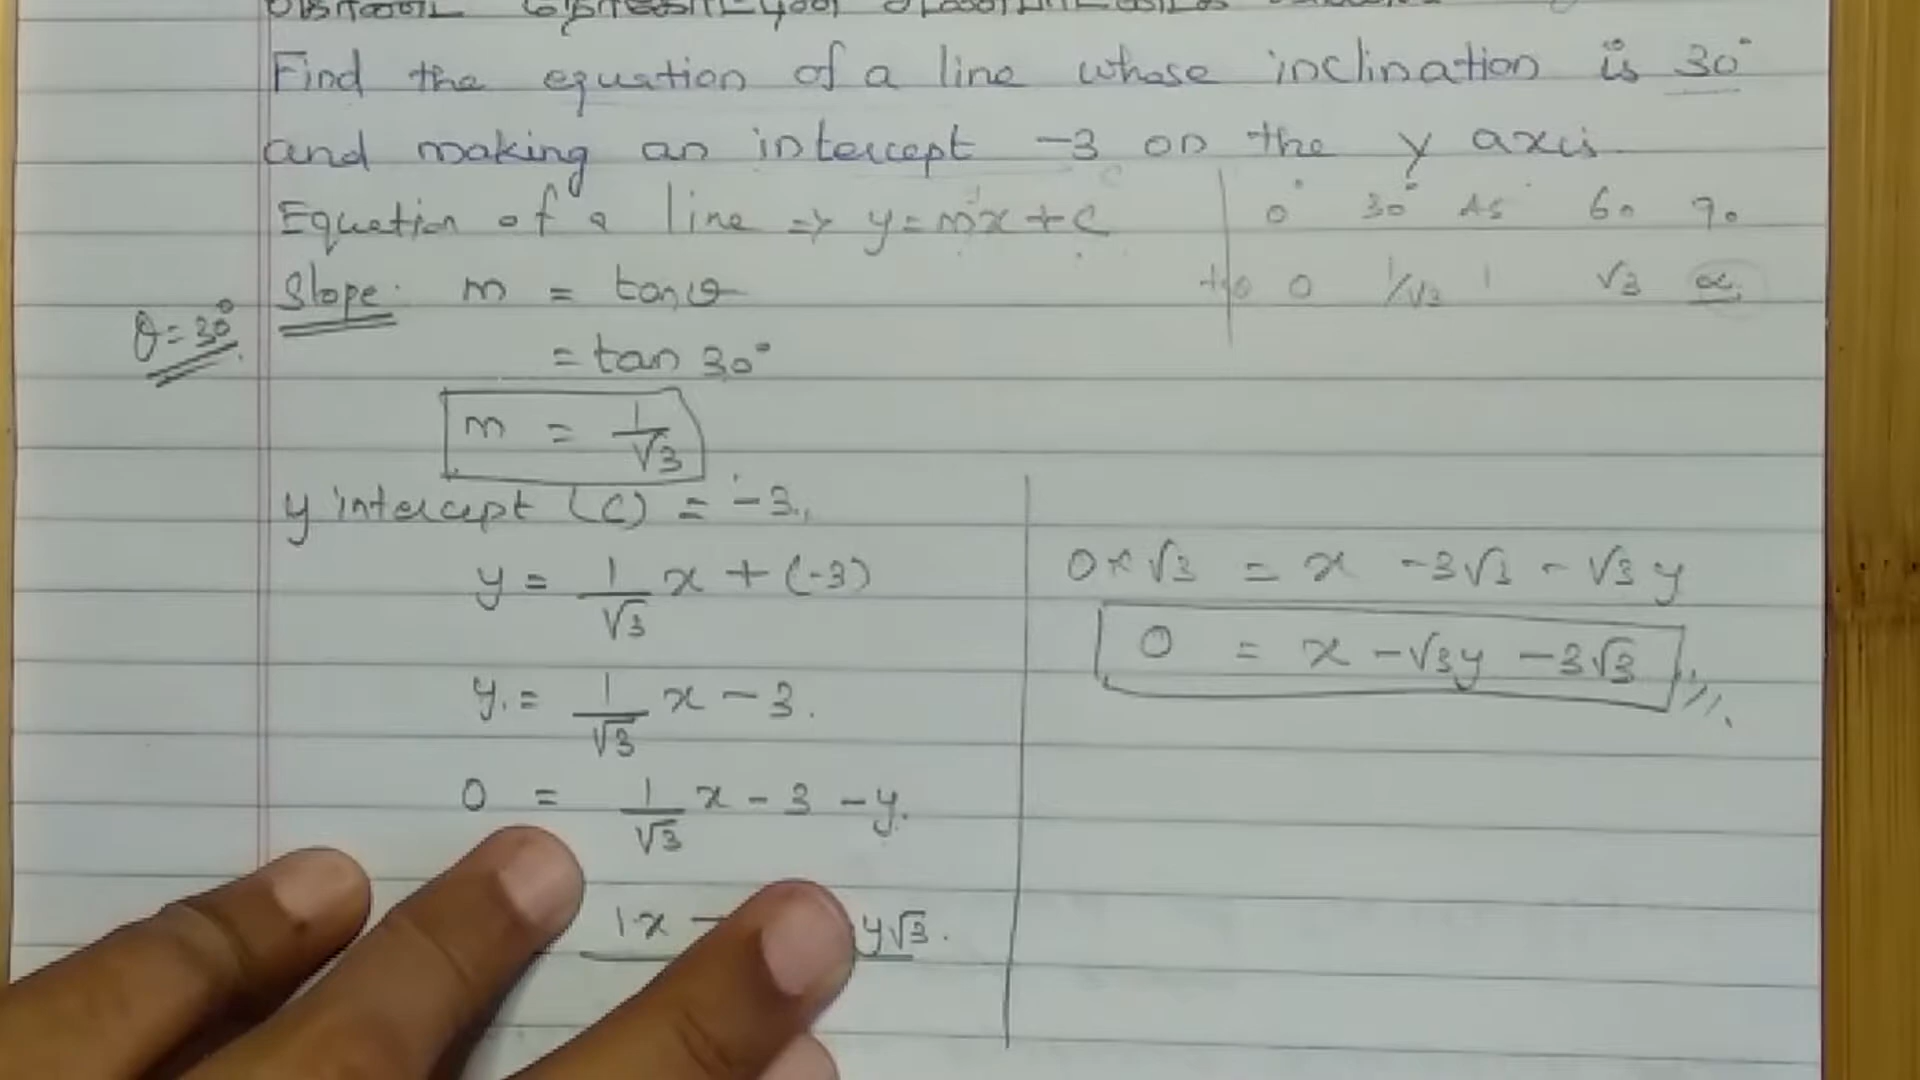 Find the equation of a line whose inclination is 30°
and making an intercept -3 on the y axis.
Equation of a line => y = mx + c
0° 30° 45 60 90
tanθ 0 1/√3 1 √3 ∞
Slope. m = tanθ
θ = 30°
= tan 30°
m = 1/√3
y intercept (c) = -3.
y = 1/√3 x + (-3)
y = 1/√3 x - 3.
0 = 1/√3 x - 3 - y.
1·x - y√3.
0 × √3 = x - 3√3 - √3 y
0 = x - √3y - 3√3